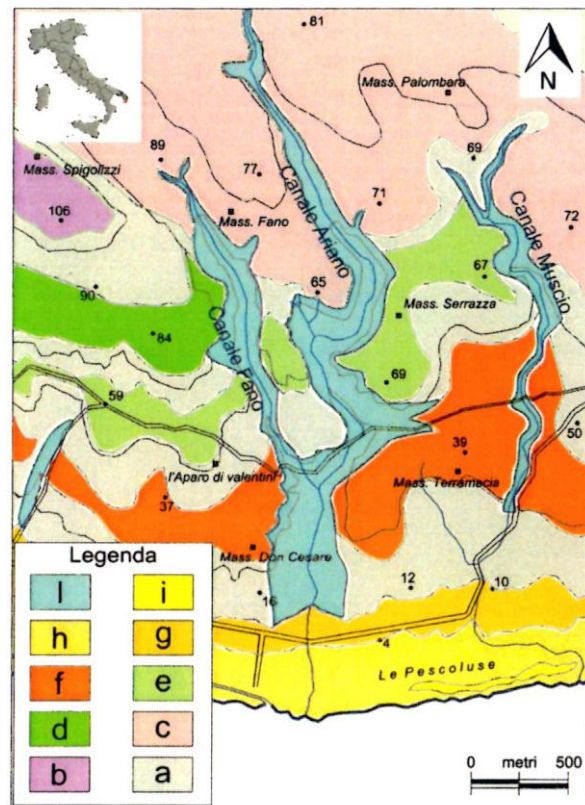 81
N
Mass. Palombara
89
69
Mass. Spigolizzi
77
Canale Ariano
71
106
Mass. Fano
72
Canale Muscio
90
65
67
84
Canale Fano
Mass. Serrazza
59
69
50
39
l'Aparo di valentini
Mass. Terramacia
37
Mass. Don Cesare
16
12
10
4
Le Pescoluse
Legenda
l i
h g
f e
d c
b a
0 metri 500